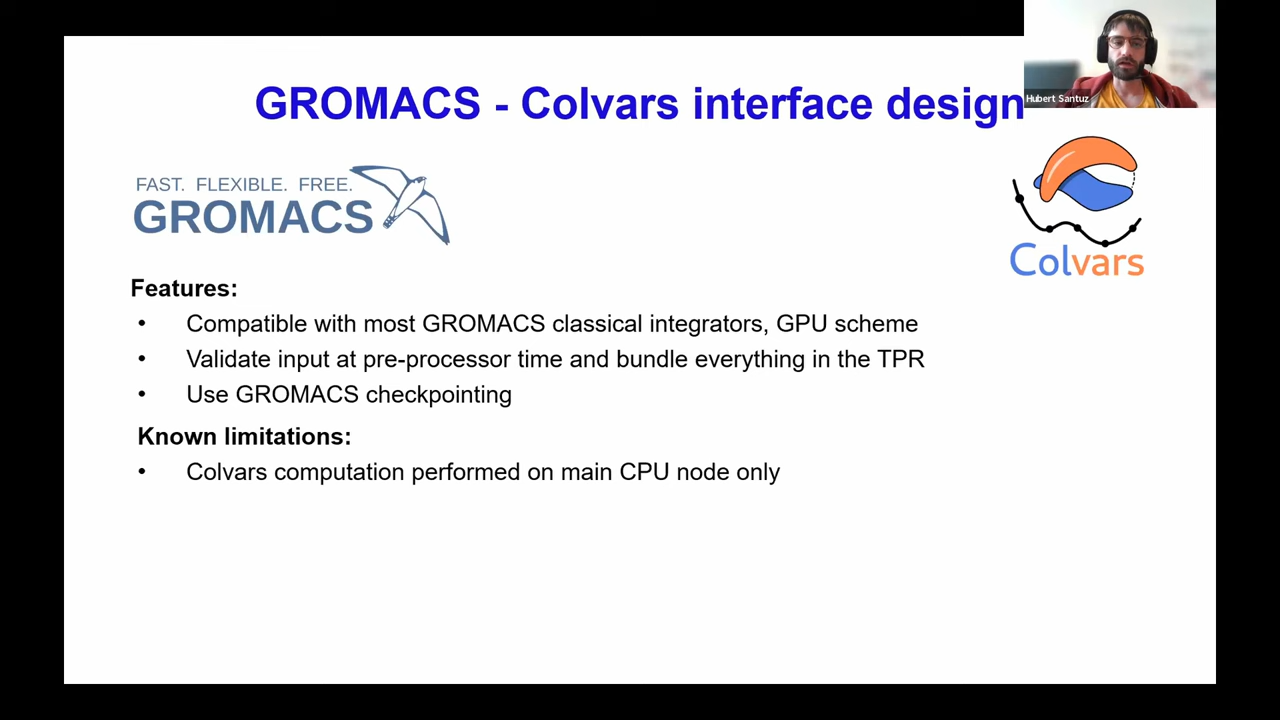 GROMACS - Colvars interface design
Hubert Santuz
FAST. FLEXIBLE. FREE.
GROMACS
Colvars
Features:
• Compatible with most GROMACS classical integrators, GPU scheme
• Validate input at pre-processor time and bundle everything in the TPR
• Use GROMACS checkpointing
Known limitations:
• Colvars computation performed on main CPU node only